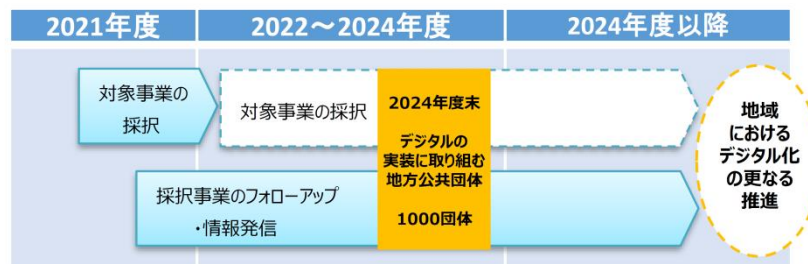 2021年度
2022～2024年度
2024年度以降
対象事業の
採択
対象事業の採択
2024年度末
デジタルの
実装に取り組む
地方公共団体
1000団体
採択事業のフォローアップ
・情報発信
地域
における
デジタル化
の更なる
推進